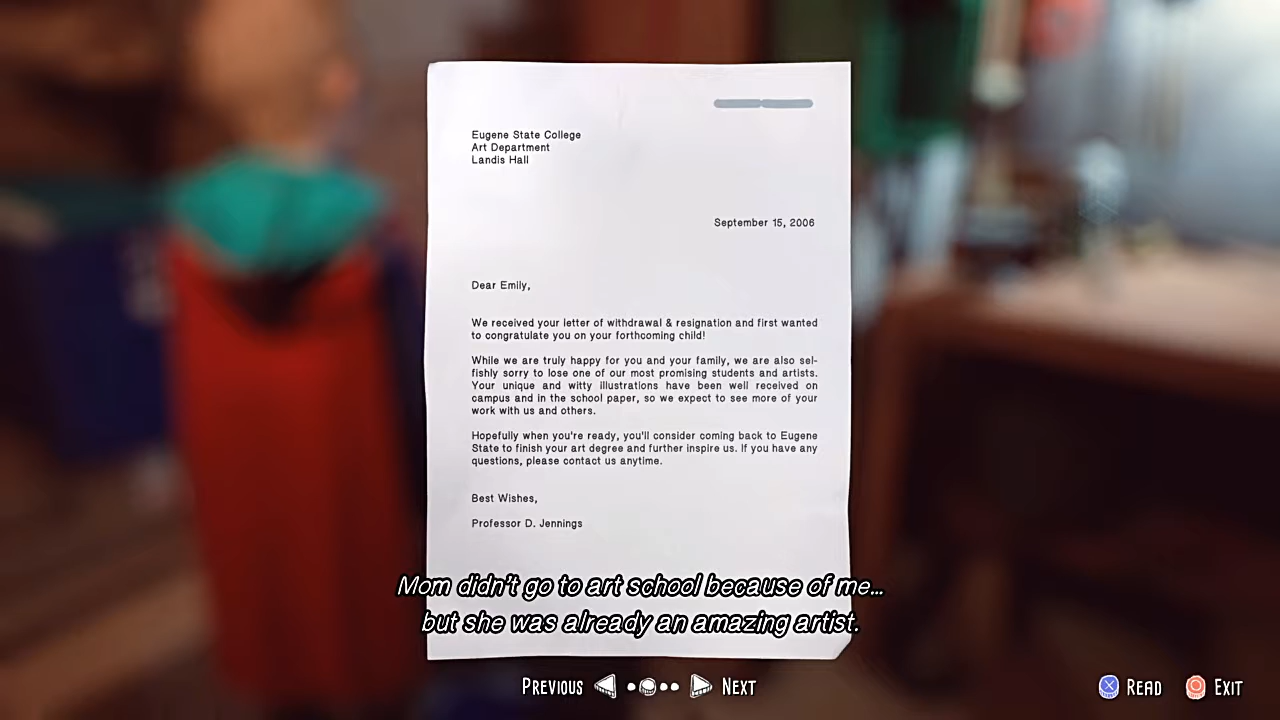 Eugene State College
Art Department
Landis Hall
September 15, 2006
Dear Emily,
We received your letter of withdrawal & resignation and first wanted
to congratulate you on your forthcoming child!
While we are truly happy for you and your family, we are also sel-
fishly sorry to lose one of our most promising students and artists.
Your unique and witty illustrations have been well received on
campus and in the school paper, so we expect to see more of your
work with us and others.
Hopefully when you're ready, you'll consider coming back to Eugene
State to finish your art degree and further inspire us. If you have any
questions, please contact us anytime.
Best Wishes,
Professor D. Jennings
Mom didn't go to art school because of me...
but she was already an amazing artist.
PREVIOUS NEXT
READ EXIT